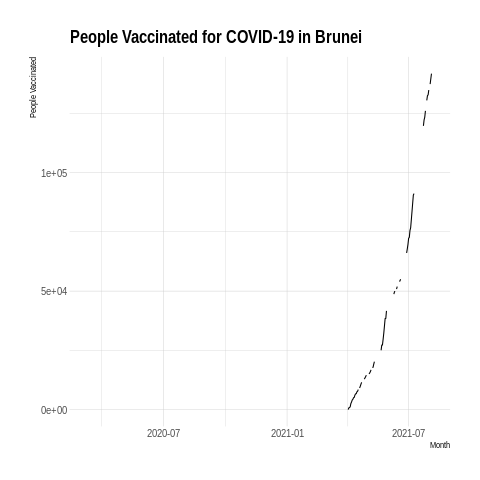 People Vaccinated for COVID-19 in Brunei
People Vaccinated
1e+05
5e+04
0e+00
2020-07
2021-01
2021-07
Month